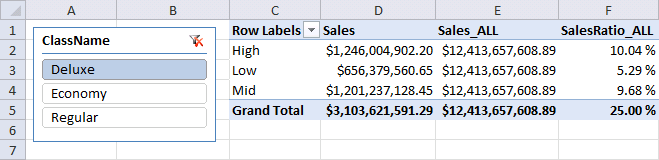 A B C D E F
1 Row Labels Sales Sales_ALL SalesRatio_ALL
2 High $1,246,004,902.20 $12,413,657,608.89 10.04 %
3 Low $656,379,560.65 $12,413,657,608.89 5.29 %
4 Mid $1,201,237,128.45 $12,413,657,608.89 9.68 %
5 Grand Total $3,103,621,591.29 $12,413,657,608.89 25.00 %
6
7
ClassName
Deluxe
Economy
Regular